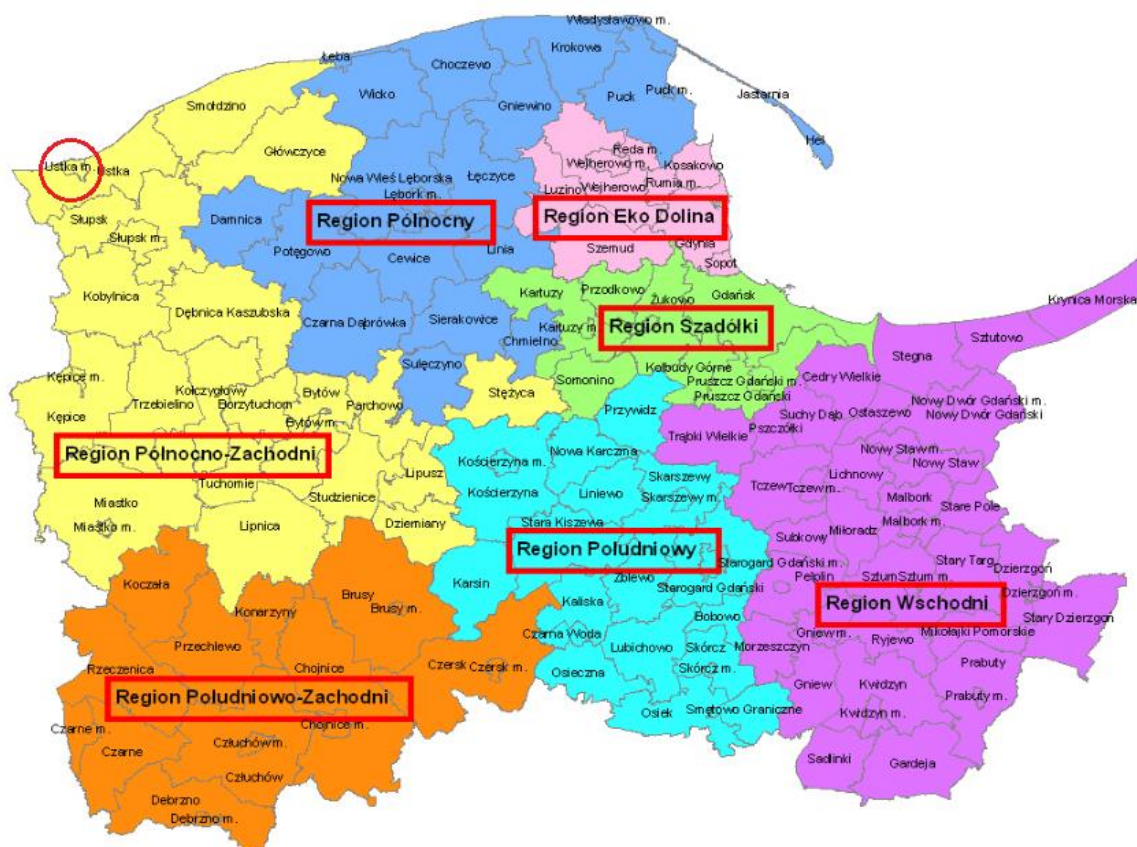 Władysławowo m.
Łeba
Choczewo
Krokowa
Wicko
Gniewino
Puck
Puck m.
Jastarnia
Hel
Smołdzino
Główczyce
Ustka m.
Ustka
Nowa Wieś Lęborska
Łęczyce
Lębork m.
Reda m.
Wejherowo m.
Kosakowo
Luzino
Wejherowo
Rumia m.
Słupsk
Damnica
Region Północny
Region Eko Dolina
Słupsk m.
Potęgowo
Cewice
Linia
Szemud
Gdynia
Sopot
Kobylnica
Dębnica Kaszubska
Czarna Dąbrówka
Sierakowice
Chmielno
Kartuzy
Przodkowo
Żukowo
Gdańsk
Kartuzy m.
Region Szadółki
Krynica Morska
Sztutowo
Stegna
Sulęczyno
Stężyca
Somonino
Kolbudy Górne
Pruszcz Gdański m.
Pruszcz Gdański
Cedry Wielkie
Kępice m.
Kępice
Trzebielino
Kołczygłowy
Borzytuchom
Bytów
Bytów m.
Parchowo
Przywidz
Trąbki Wielkie
Pszczółki
Suchy Dąb
Ostaszewo
Nowy Dwór Gdański m.
Nowy Dwór Gdański
Region Północno-Zachodni
Tuchomie
Studzienice
Lipusz
Dziemiany
Kościerzyna m.
Kościerzyna
Nowa Karczma
Liniewo
Skarszewy
Skarszewy m.
Tczew
Tczew m.
Lichnowy
Nowy Staw m.
Nowy Staw
Malbork
Malbork m.
Stare Pole
Miastko
Miastko m.
Lipnica
Stara Kiszewa
Region Południowy
Subkowy
Miłoradz
Starogard Gdański m.
Stary Targ
Dzierzgoń
Koczała
Konarzyny
Brusy
Brusy m.
Karsin
Zblewo
Starogard Gdański
Kaliska
Pelplin
Sztum
Sztum m.
Region Wschodni
Dzierzgoń m.
Stary Dzierzgoń
Przechlewo
Chojnice
Czersk
Czersk m.
Czarna Woda
Lubichowo
Bobowo
Skórcz
Skórcz m.
Morzeszczyn
Gniew m.
Ryjewo
Mikołajki Pomorskie
Rzeczenica
Region Południowo-Zachodni
Osieczna
Osiek
Smętowo Graniczne
Gniew
Kwidzyn
Kwidzyn m.
Prabuty
Prabuty m.
Czarne m.
Czarne
Człuchów m.
Człuchów
Chojnice m.
Debrzno
Debrzno m.
Sadlinki
Gardeja